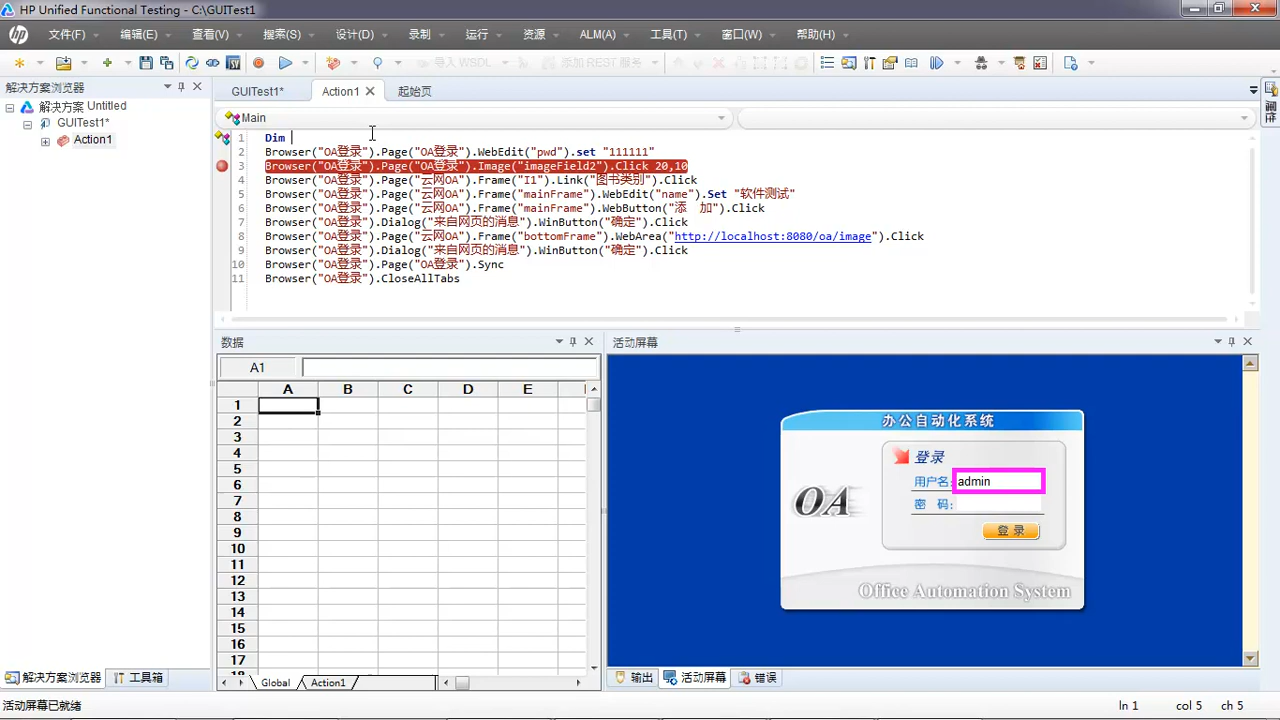 HP Unified Functional Testing - C:\GUITest1
文件(F) 编辑(E) 查看(V) 搜索(S) 设计(D) 录制 运行 资源 ALM(A) 工具(T) 窗口(W) 帮助(H)
导入 WSDL 添加 REST 服务
解决方案浏览器
GUITest1* Action1 起始页
解决方案 Untitled
GUITest1*
Action1
Main
1 Dim
2 Browser("OA登录").Page("OA登录").WebEdit("pwd").set "111111"
3 Browser("OA登录").Page("OA登录").Image("imageField2").Click 20,10
4 Browser("OA登录").Page("云网OA").Frame("I1").Link("图书类别").Click
5 Browser("OA登录").Page("云网OA").Frame("mainFrame").WebEdit("name").Set "软件测试"
6 Browser("OA登录").Page("云网OA").Frame("mainFrame").WebButton("添 加").Click
7 Browser("OA登录").Dialog("来自网页的消息").WinButton("确定").Click
8 Browser("OA登录").Page("云网OA").Frame("bottomFrame").WebArea("http://localhost:8080/oa/image").Click
9 Browser("OA登录").Dialog("来自网页的消息").WinButton("确定").Click
10 Browser("OA登录").Page("OA登录").Sync
11 Browser("OA登录").CloseAllTabs
属性
数据
A1
A B C D E
1
2
3
4
5
6
7
8
9
10
11
12
13
14
15
16
17
Global Action1
活动屏幕
办公自动化系统
登录
用户名: admin
密 码:
登 录
OA
Office Automation System
解决方案浏览器 工具箱
输出 活动屏幕 错误
活动屏幕已就绪
ln 1 col 5 ch 5